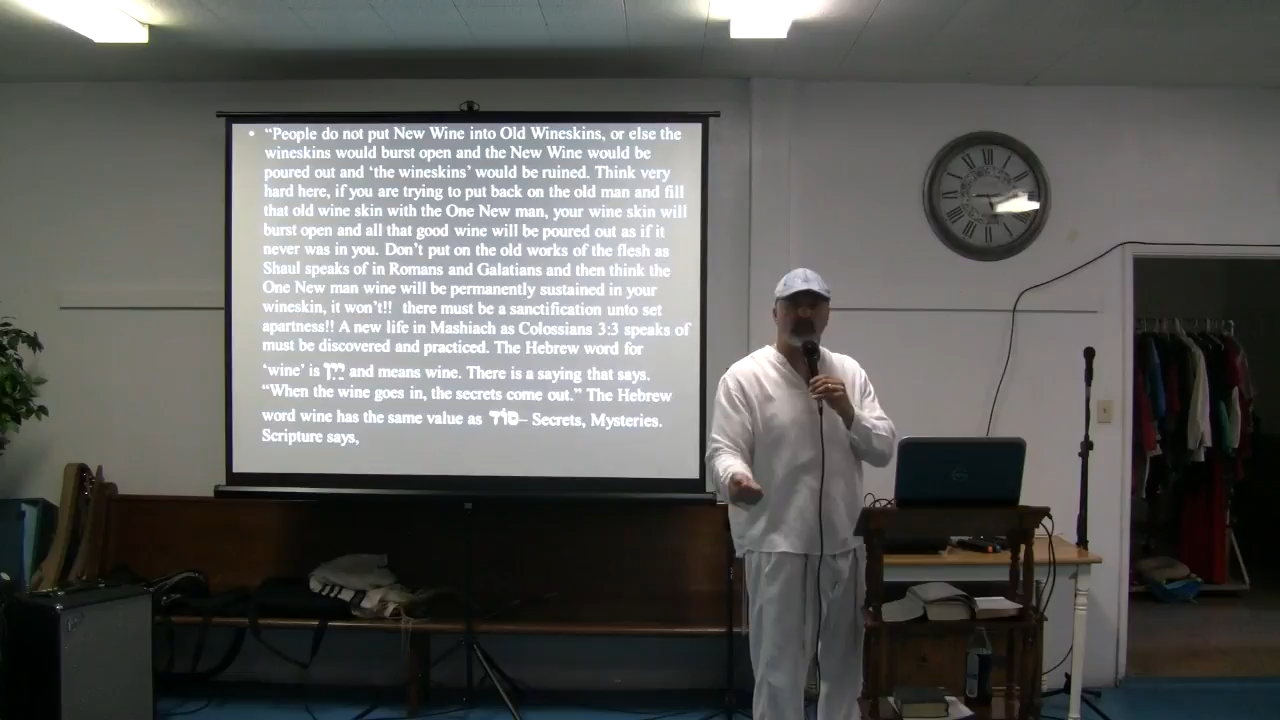 • “People do not put New Wine into Old Wineskins, or else the
wineskins would burst open and the New Wine would be
poured out and ‘the wineskins’ would be ruined. Think very
hard here, if you are trying to put back on the old man and fill
that old wine skin with the One New man, your wine skin will
burst open and all that good wine will be poured out as if it
never was in you. Don’t put on the old works of the flesh as
Shaul speaks of in Romans and Galatians and then think the
One New man wine will be permanently sustained in your
wineskin, it won’t!! there must be a sanctification unto set
apartness!! A new life in Mashiach as Colossians 3:3 speaks of
must be discovered and practiced. The Hebrew word for
‘wine’ is יַיִן and means wine. There is a saying that says.
“When the wine goes in, the secrets come out.” The Hebrew
word wine has the same value as סוֹד– Secrets, Mysteries.
Scripture says,